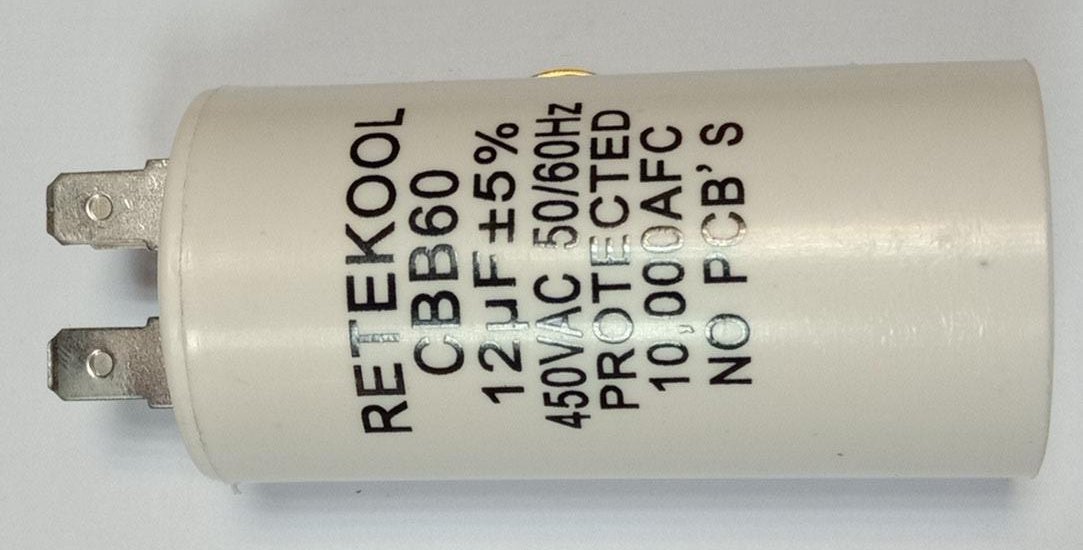 RETEKOOL
CBB60
12µF ±5%
450VAC 50/60Hz
PROTECTED
10,000AFC
NO PCB'S